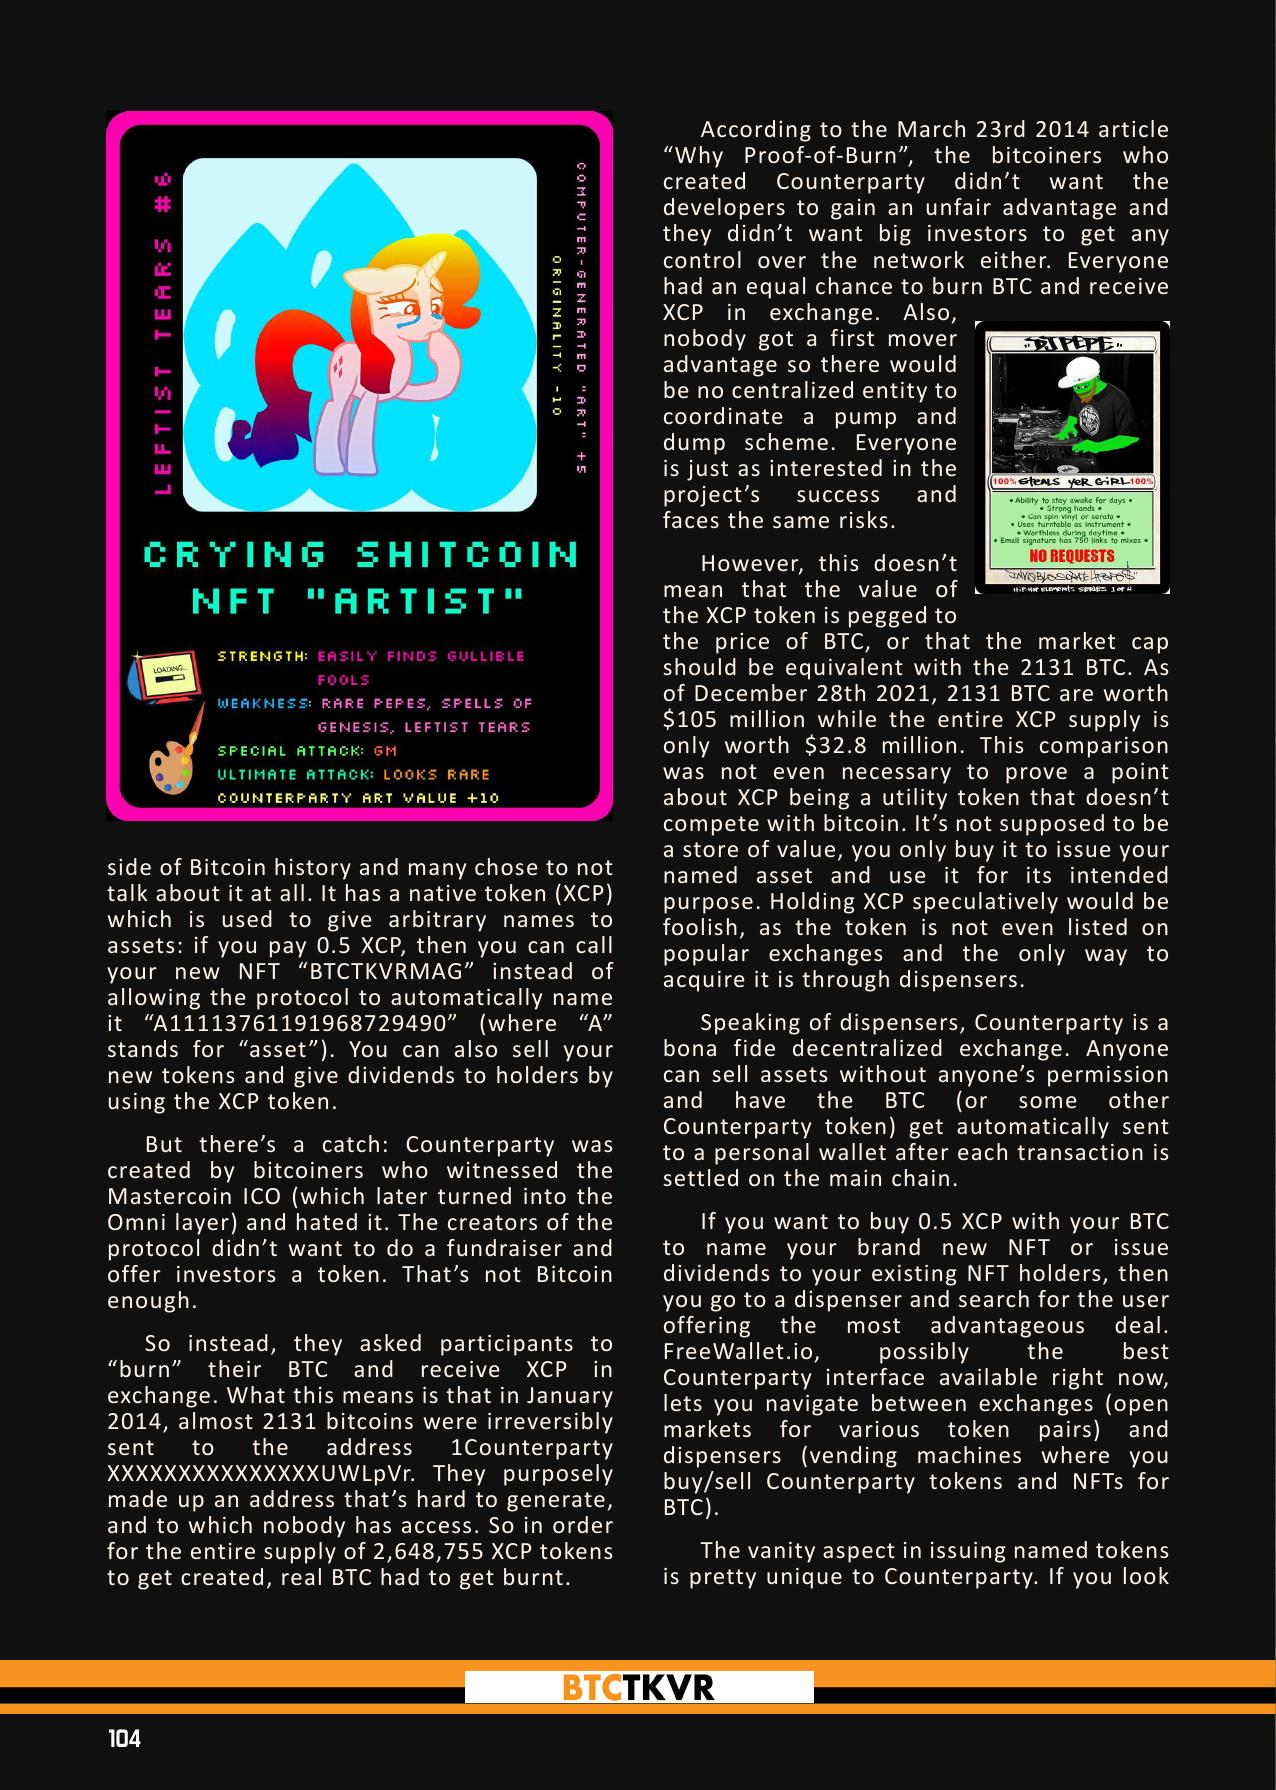 LEFTIST TEARS #6
COMPUTER-GENERATED "ART" +5
ORIGINALITY -10
CRYING SHITCOIN
NFT "ARTIST"
LOADING...
STRENGTH: EASILY FINDS GULLIBLE
FOOLS
WEAKNESS: RARE PEPES, SPELLS OF
GENESIS, LEFTIST TEARS
SPECIAL ATTACK: GM
ULTIMATE ATTACK: LOOKS RARE
COUNTERPARTY ART VALUE +10
side of Bitcoin history and many chose to not
talk about it at all. It has a native token (XCP)
which is used to give arbitrary names to
assets: if you pay 0.5 XCP, then you can call
your new NFT “BTCTKVRMAG” instead of
allowing the protocol to automatically name
it “A11113761191968729490” (where “A”
stands for “asset”). You can also sell your
new tokens and give dividends to holders by
using the XCP token.
But there’s a catch: Counterparty was
created by bitcoiners who witnessed the
Mastercoin ICO (which later turned into the
Omni layer) and hated it. The creators of the
protocol didn’t want to do a fundraiser and
offer investors a token. That’s not Bitcoin
enough.
So instead, they asked participants to
“burn” their BTC and receive XCP in
exchange. What this means is that in January
2014, almost 2131 bitcoins were irreversibly
sent to the address 1Counterparty
XXXXXXXXXXXXXXXUWLpVr. They purposely
made up an address that’s hard to generate,
and to which nobody has access. So in order
for the entire supply of 2,648,755 XCP tokens
to get created, real BTC had to get burnt.
According to the March 23rd 2014 article
“Why Proof-of-Burn”, the bitcoiners who
created Counterparty didn’t want the
developers to gain an unfair advantage and
they didn’t want big investors to get any
control over the network either. Everyone
had an equal chance to burn BTC and receive
XCP in exchange. Also,
nobody got a first mover
advantage so there would
be no centralized entity to
coordinate a pump and
dump scheme. Everyone
is just as interested in the
project’s success and
faces the same risks.
"DJ PEPE"
100% STEALS YER GIRL 100%
• Ability to stay awake for days •
• Strong hands •
• Can spin vinyl or serato •
• Uses turntable as instrument •
• Worthless during daytime •
• Email signature has 750 links to mixes •
NO REQUESTS
HIP HOP ELEMENTS SERIES 1 OF 4
However, this doesn’t
mean that the value of
the XCP token is pegged to
the price of BTC, or that the market cap
should be equivalent with the 2131 BTC. As
of December 28th 2021, 2131 BTC are worth
$105 million while the entire XCP supply is
only worth $32.8 million. This comparison
was not even necessary to prove a point
about XCP being a utility token that doesn’t
compete with bitcoin. It’s not supposed to be
a store of value, you only buy it to issue your
named asset and use it for its intended
purpose. Holding XCP speculatively would be
foolish, as the token is not even listed on
popular exchanges and the only way to
acquire it is through dispensers.
Speaking of dispensers, Counterparty is a
bona fide decentralized exchange. Anyone
can sell assets without anyone’s permission
and have the BTC (or some other
Counterparty token) get automatically sent
to a personal wallet after each transaction is
settled on the main chain.
If you want to buy 0.5 XCP with your BTC
to name your brand new NFT or issue
dividends to your existing NFT holders, then
you go to a dispenser and search for the user
offering the most advantageous deal.
FreeWallet.io, possibly the best
Counterparty interface available right now,
lets you navigate between exchanges (open
markets for various token pairs) and
dispensers (vending machines where you
buy/sell Counterparty tokens and NFTs for
BTC).
The vanity aspect in issuing named tokens
is pretty unique to Counterparty. If you look
BTCTKVR
104